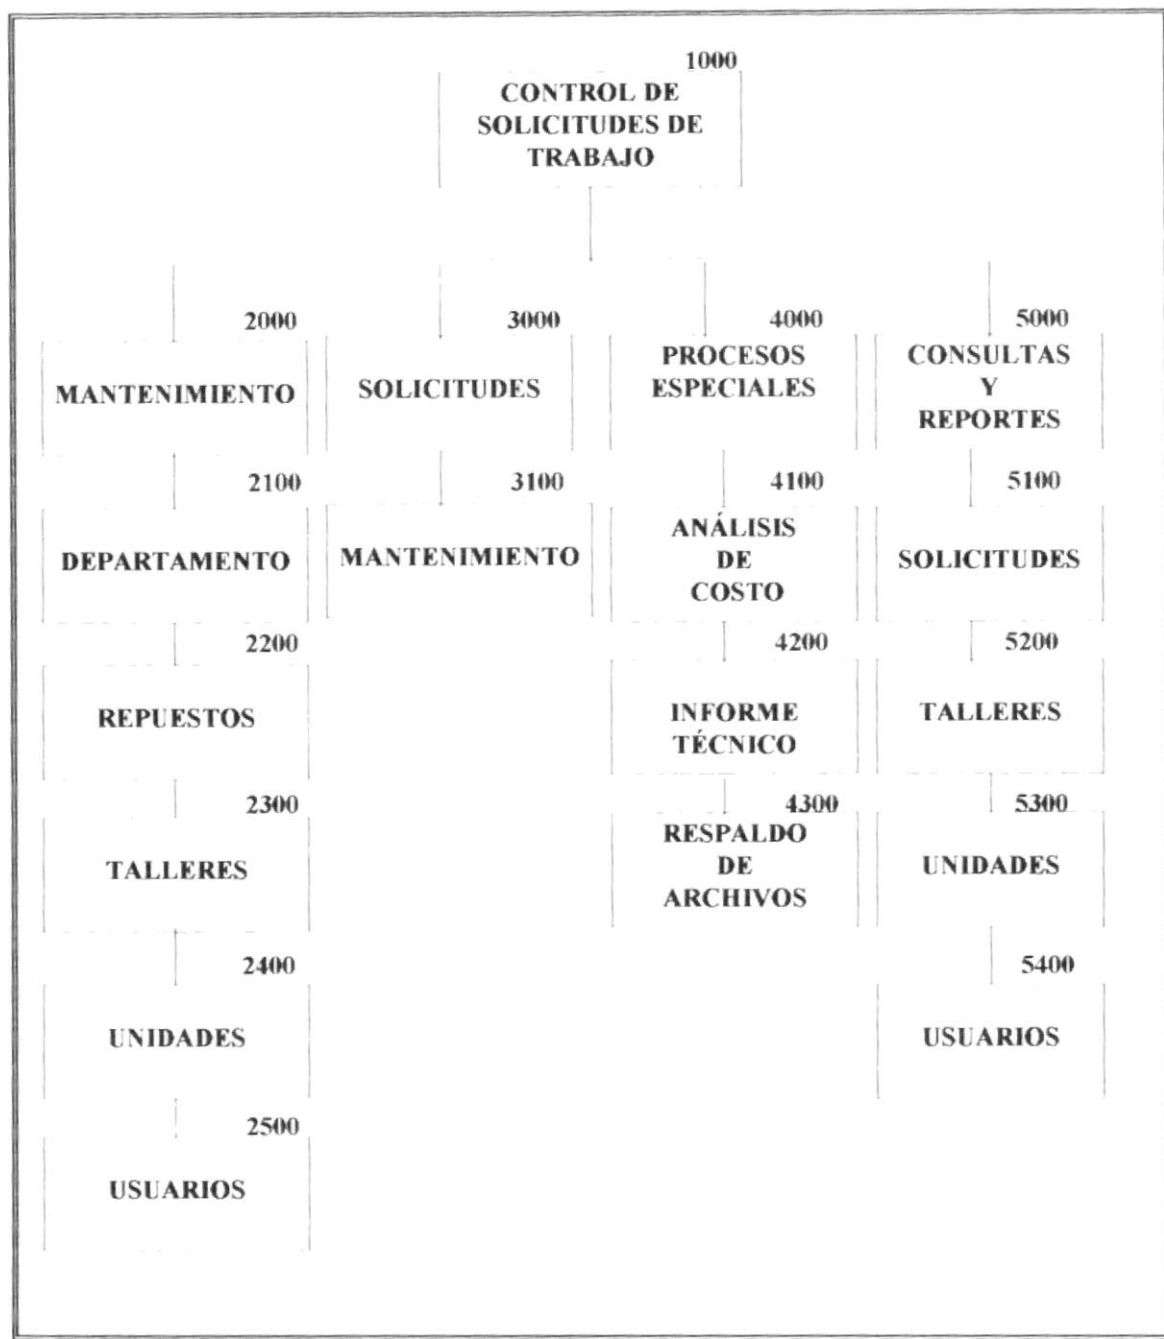 1000
CONTROL DE
SOLICITUDES DE
TRABAJO
2000
MANTENIMIENTO
2100
DEPARTAMENTO
2200
REPUESTOS
2300
TALLERES
2400
UNIDADES
2500
USUARIOS
3000
SOLICITUDES
3100
MANTENIMIENTO
4000
PROCESOS
ESPECIALES
4100
ANÁLISIS
DE
COSTO
4200
INFORME
TÉCNICO
4300
RESPALDO
DE
ARCHIVOS
5000
CONSULTAS
Y
REPORTES
5100
SOLICITUDES
5200
TALLERES
5300
UNIDADES
5400
USUARIOS